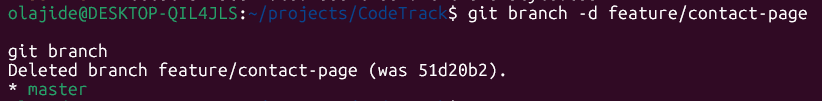 olajide@DESKTOP-QIL4JLS:~/projects/CodeTrack$ git branch -d feature/contact-page
git branch
Deleted branch feature/contact-page (was 51d20b2).
* master